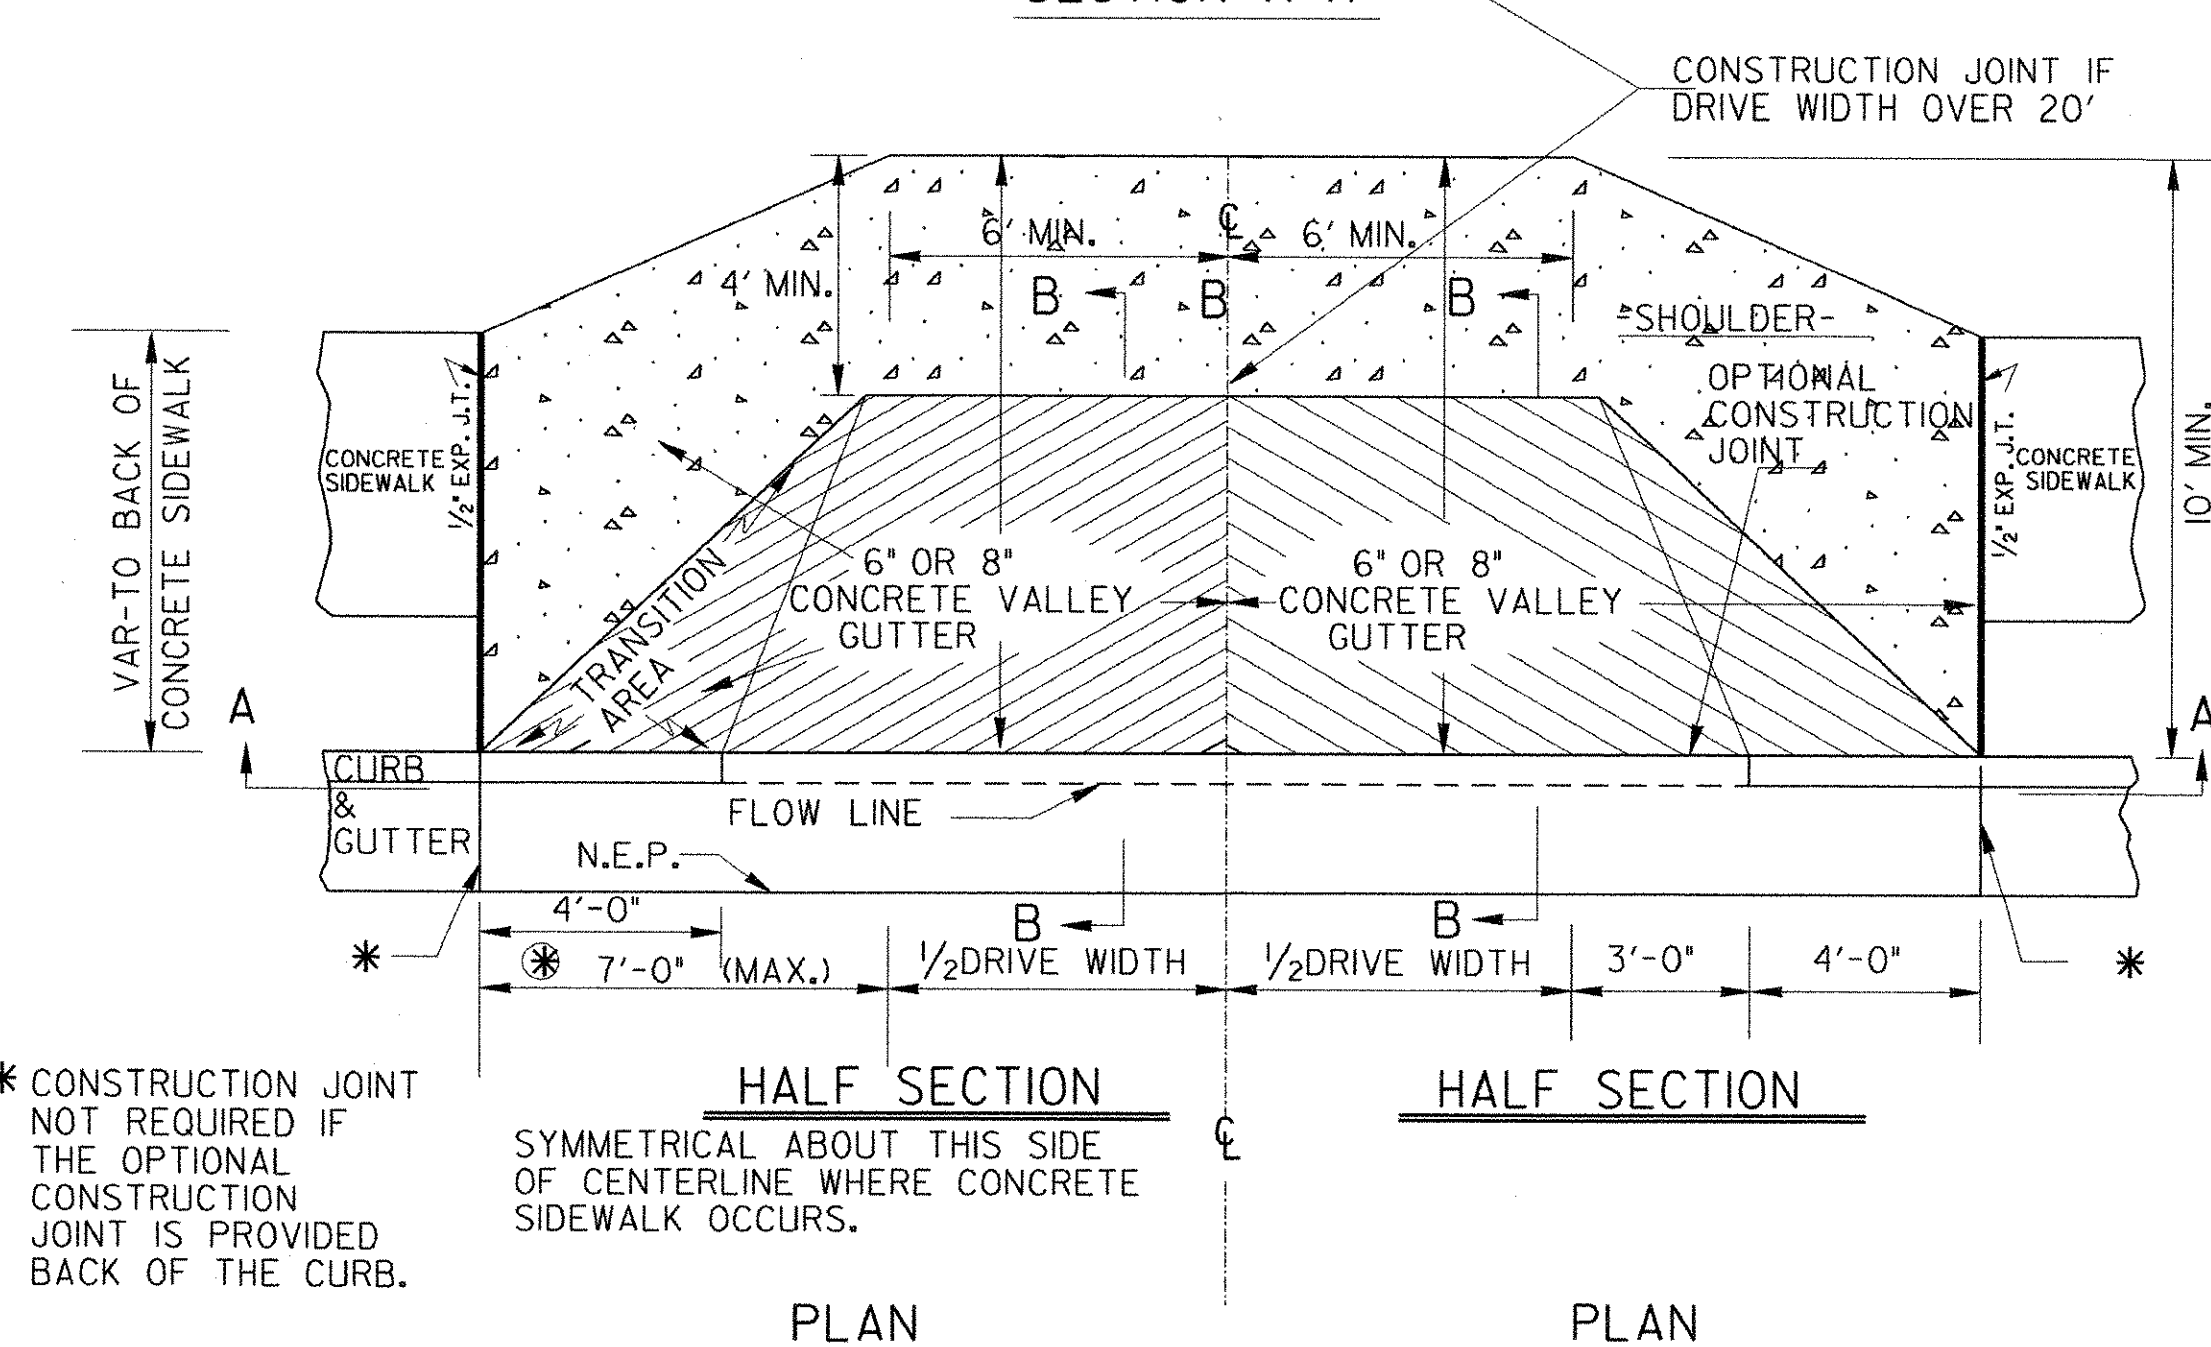 CONSTRUCTION JOINT IF
DRIVE WIDTH OVER 20'
6' MIN.
℄
6' MIN.
4' MIN.
B
B
B
-SHOULDER-
OPTIONAL
CONSTRUCTION
JOINT
VAR-TO BACK OF
CONCRETE SIDEWALK
CONCRETE
SIDEWALK
1/2" EXP. J.T.
1/2" EXP. J.T.
CONCRETE
SIDEWALK
10' MIN.
6" OR 8"
CONCRETE VALLEY
GUTTER
6" OR 8"
CONCRETE VALLEY
GUTTER
TRANSITION
AREA
A
A
CURB
&
GUTTER
FLOW LINE
N.E.P.
4'-0"
B
B
*
* 7'-0" (MAX.)
1/2 DRIVE WIDTH
1/2 DRIVE WIDTH
3'-0"
4'-0"
*
* CONSTRUCTION JOINT
NOT REQUIRED IF
THE OPTIONAL
CONSTRUCTION
JOINT IS PROVIDED
BACK OF THE CURB.
HALF SECTION
SYMMETRICAL ABOUT THIS SIDE
OF CENTERLINE WHERE CONCRETE
SIDEWALK OCCURS.
℄
HALF SECTION
PLAN
PLAN